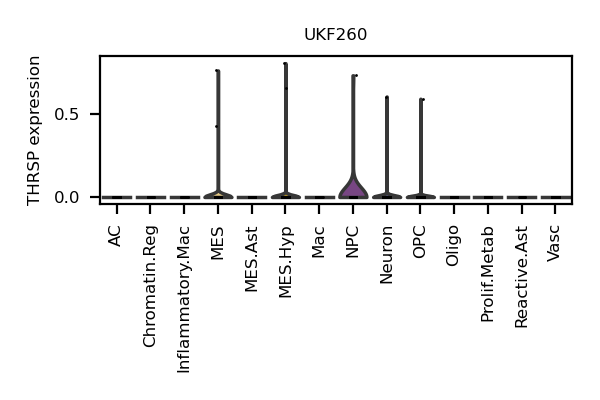 UKF260
THRSP expression
0.5
0.0
AC
Chromatin.Reg
Inflammatory.Mac
MES
MES.Ast
MES.Hyp
Mac
NPC
Neuron
OPC
Oligo
Prolif.Metab
Reactive.Ast
Vasc